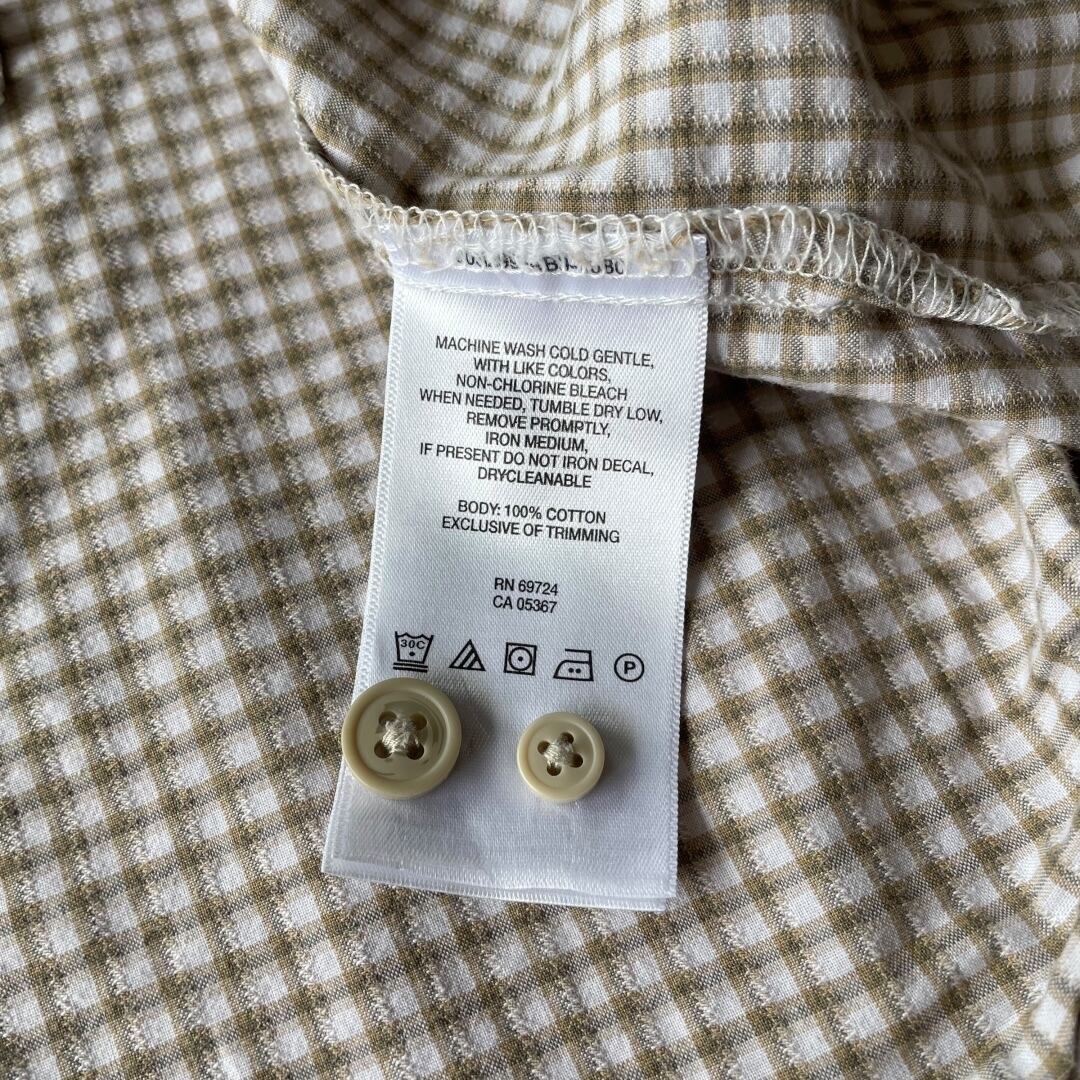 MACHINE WASH COLD GENTLE,
WITH LIKE COLORS,
NON-CHLORINE BLEACH
WHEN NEEDED, TUMBLE DRY LOW,
REMOVE PROMPTLY,
IRON MEDIUM,
IF PRESENT DO NOT IRON DECAL,
DRYCLEANABLE
BODY: 100% COTTON
EXCLUSIVE OF TRIMMING
RN 69724
CA 05367
30C P